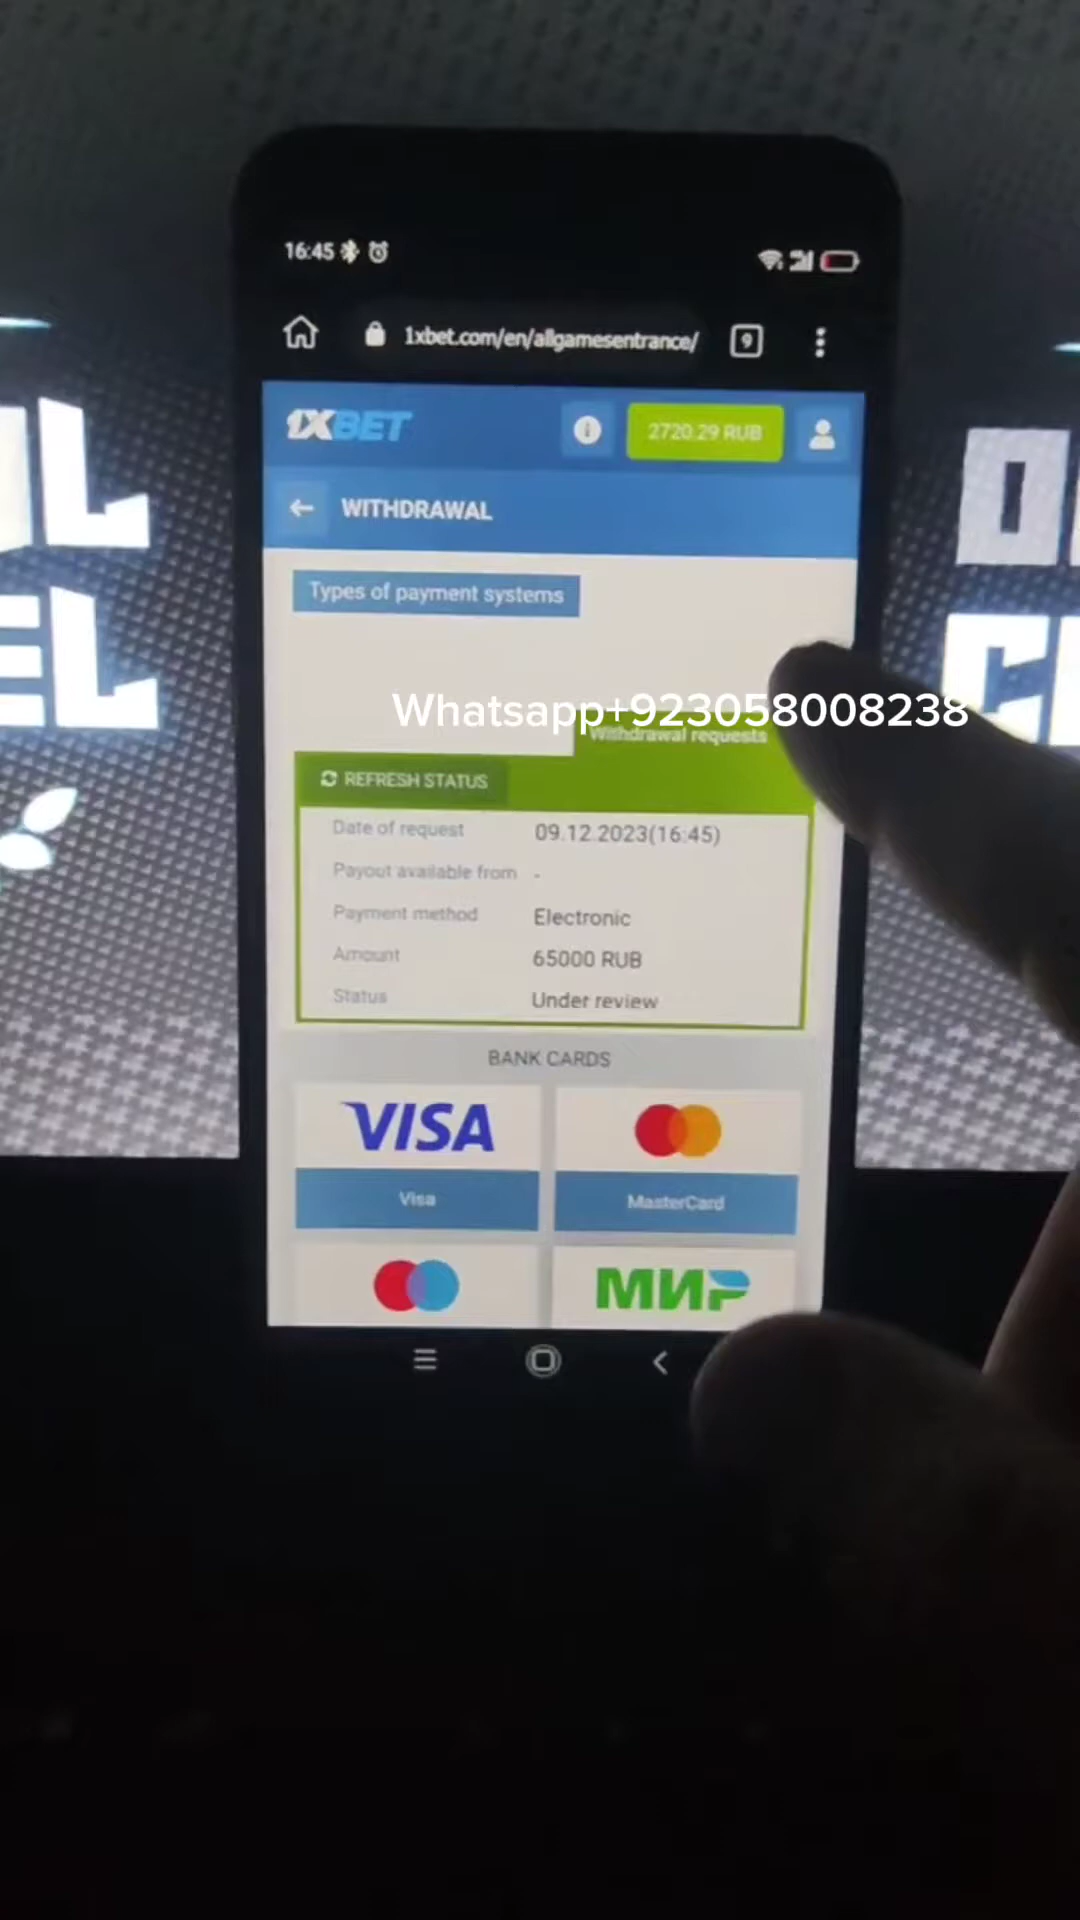 16:45
1xbet.com/en/allgamesentrance/
9
1XBET
2720.29 RUB
WITHDRAWAL
Types of payment systems
Whatsapp+923058008238
Withdrawal requests
REFRESH STATUS
Date of request 09.12.2023(16:45)
Payout available from -
Payment method Electronic
Amount 65000 RUB
Status Under review
BANK CARDS
VISA
Visa
MasterCard
МИР